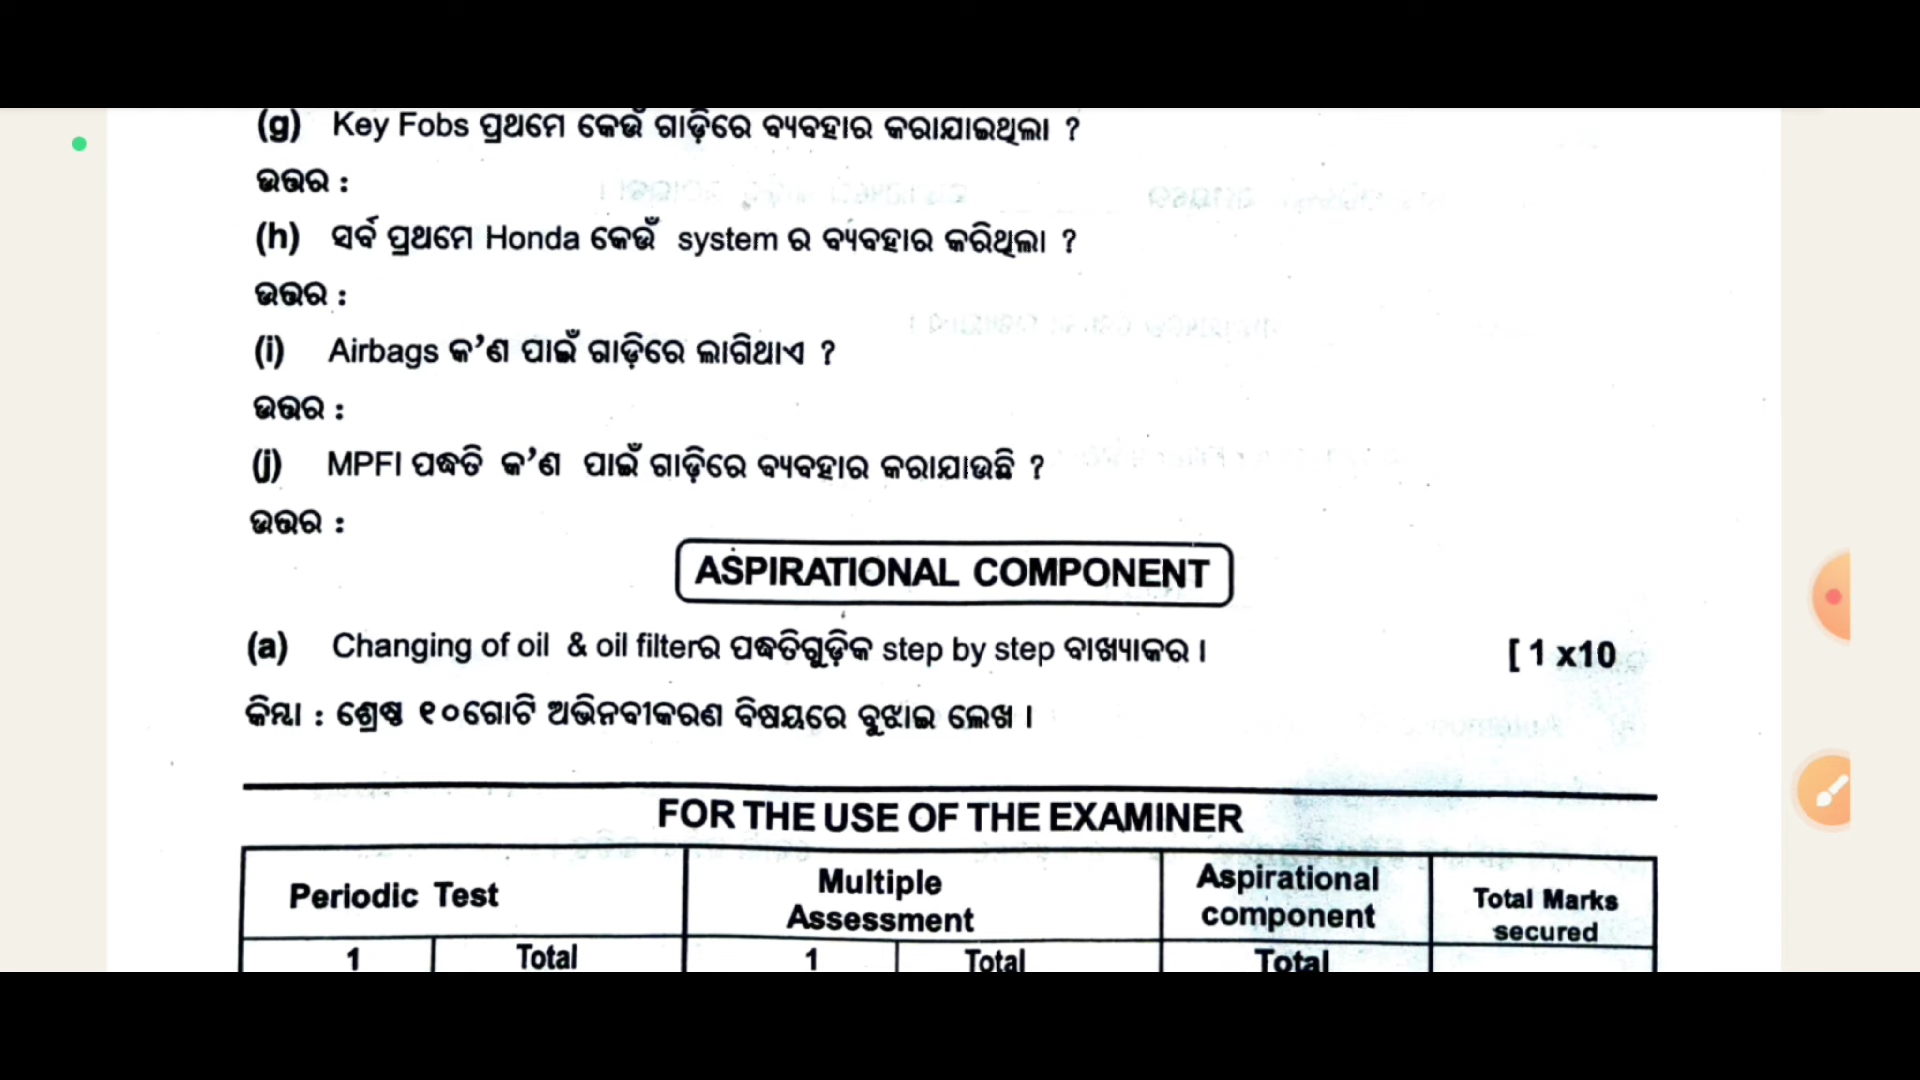 (g) Key Fobs ପ୍ରଥମେ କେଉଁ ଗାଡ଼ିରେ ବ୍ୟବହାର କରାଯାଇଥିଲା ?
ଉତ୍ତର :
(h) ସର୍ବ ପ୍ରଥମେ Honda କେଉଁ system ର ବ୍ୟବହାର କରିଥିଲା ?
ଉତ୍ତର :
(i) Airbags କ'ଣ ପାଇଁ ଗାଡ଼ିରେ ଲାଗିଥାଏ ?
ଉତ୍ତର :
(j) MPFI ପଦ୍ଧତି କ'ଣ ପାଇଁ ଗାଡ଼ିରେ ବ୍ୟବହାର କରାଯାଉଛି ?
ଉତ୍ତର :
ASPIRATIONAL COMPONENT
(a) Changing of oil & oil filterର ପଦ୍ଧତିଗୁଡ଼ିକ step by step ବାଖ୍ୟାକର । [ 1 x10
କିମ୍ବା : ଶ୍ରେଷ୍ଠ ୧୦ଗୋଟି ଅଭିନବୀକରଣ ବିଷୟରେ ବୁଝାଇ ଲେଖ ।
FOR THE USE OF THE EXAMINER
Periodic Test Multiple Assessment Aspirational component Total Marks secured
1 Total 1 Total Total